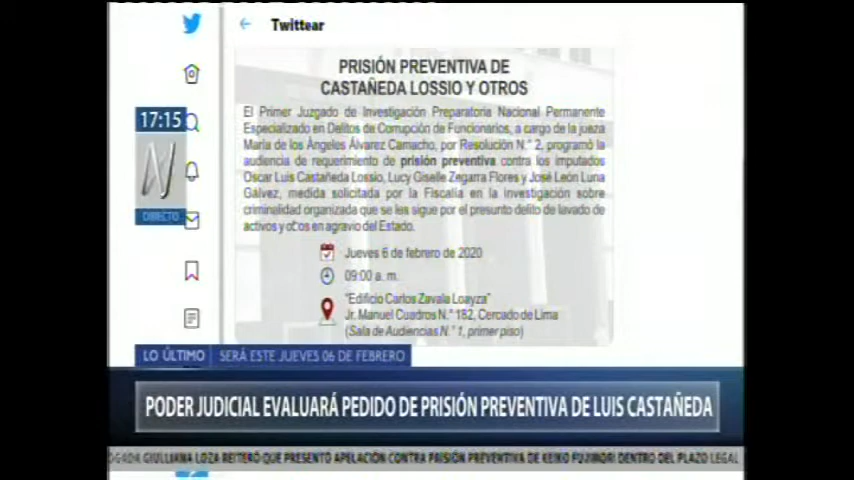 Twittear
PRISIÓN PREVENTIVA DE
CASTAÑEDA LOSSIO Y OTROS
El Primer Juzgado de Investigación Preparatoria Nacional Permanente
Especializado en Delitos de Corrupción de Funcionarios, a cargo de la jueza
María de los Ángeles Álvarez Camacho, por Resolución N.° 2, programó la
audiencia de requerimiento de prisión preventiva contra los imputados
Oscar Luis Castañeda Lossio, Lucy Giselle Zegarra Flores y José León Luna
Gálvez, medida solicitada por la Fiscalía en la investigación sobre
criminalidad organizada que se les sigue por el presunto delito de lavado de
activos y otros en agravio del Estado.
Jueves 6 de febrero de 2020
09:00 a. m.
"Edificio Carlos Zavala Loayza"
Jr. Manuel Cuadros N.° 182, Cercado de Lima
(Sala de Audiencias N.° 1, primer piso)
17:15
N
DIRECTO
LO ÚLTIMO SERÁ ESTE JUEVES 06 DE FEBRERO
PODER JUDICIAL EVALUARÁ PEDIDO DE PRISIÓN PREVENTIVA DE LUIS CASTAÑEDA
OGADA GIULLIANA LOZA REITERÓ QUE PRESENTÓ APELACIÓN CONTRA PRISIÓN PREVENTIVA DE KEIKO FUJIMORI DENTRO DEL PLAZO LEGAL